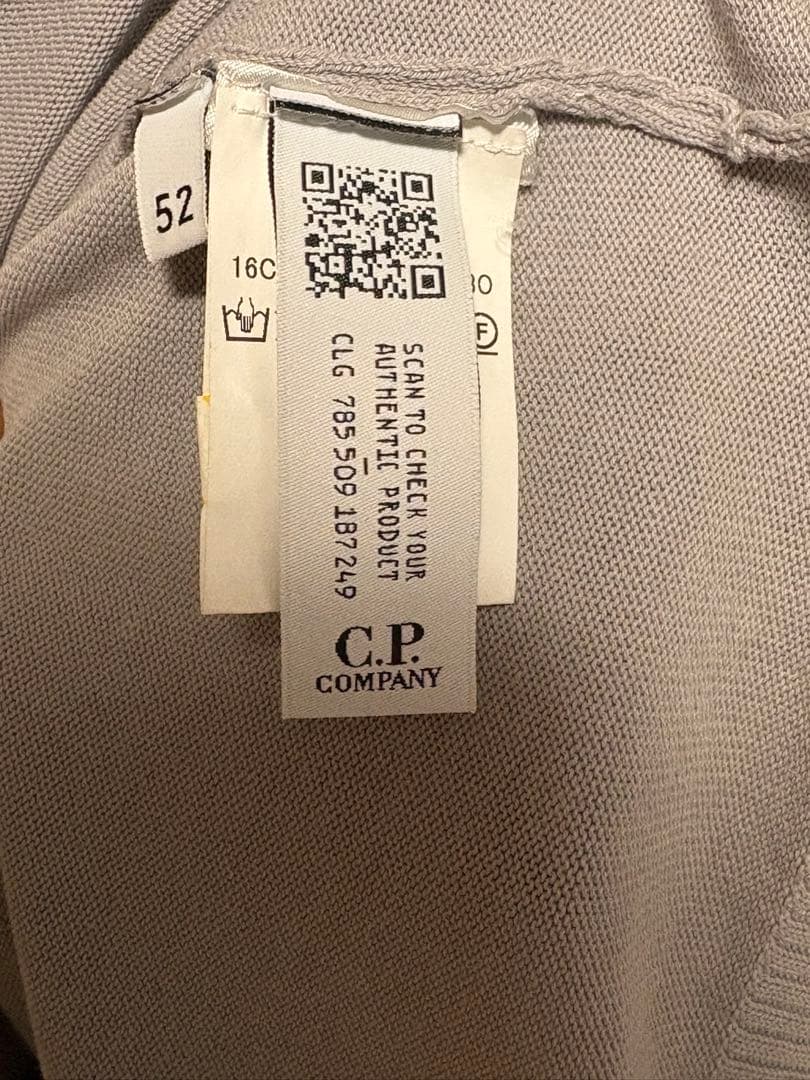 52
16C
30
F
SCAN TO CHECK YOUR
AUTHENTIC PRODUCT
CLG 785 509 187249
C.P.
COMPANY